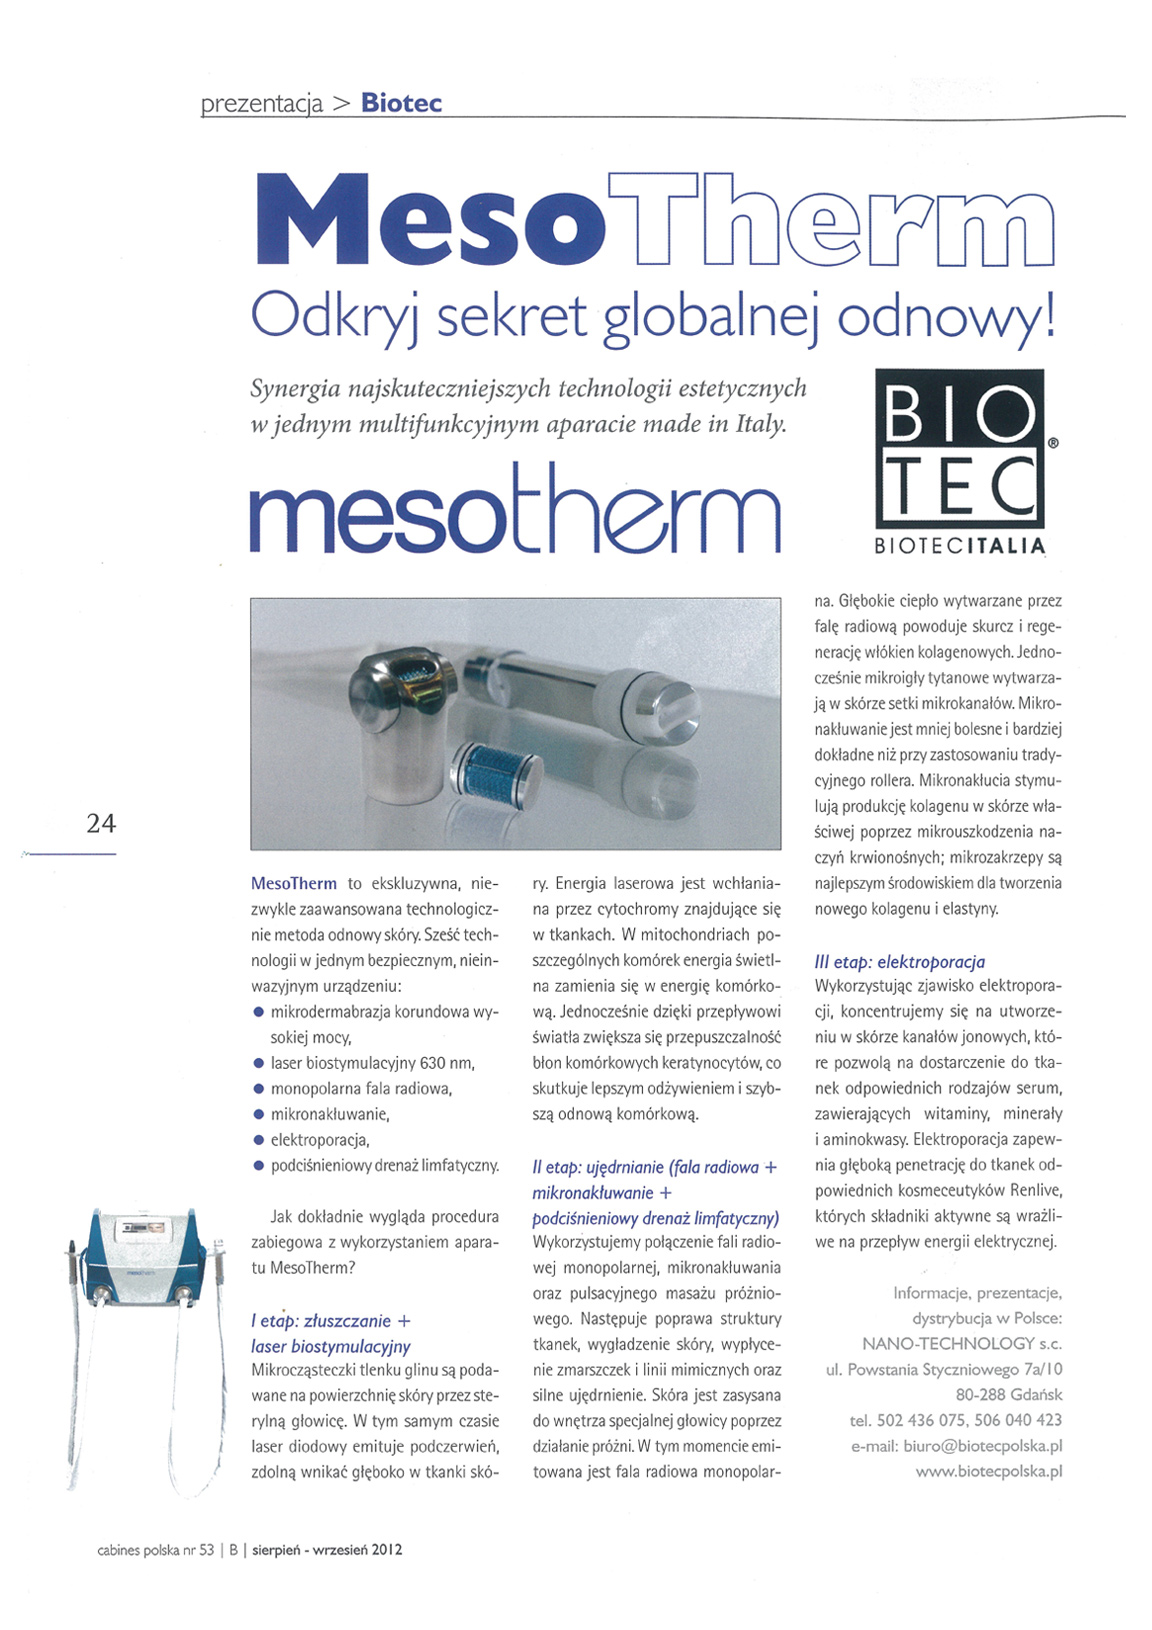 prezentacja > Biotec
MesoTherm
Odkryj sekret globalnej odnowy!
Synergia najskuteczniejszych technologii estetycznych
w jednym multifunkcyjnym aparacie made in Italy.
BIO
TEC
®
BIOTECITALIA
mesotherm
24
MesoTherm to ekskluzywna, nie-
zwykle zaawansowana technologicz-
nie metoda odnowy skóry. Sześć tech-
nologii w jednym bezpiecznym, niein-
wazyjnym urządzeniu:
● mikrodermabrazja korundowa wy-
sokiej mocy,
● laser biostymulacyjny 630 nm,
● monopolarna fala radiowa,
● mikronakłuwanie,
● elektroporacja,
● podciśnieniowy drenaż limfatyczny.
Jak dokładnie wygląda procedura
zabiegowa z wykorzystaniem apara-
tu MesoTherm?
I etap: złuszczanie +
laser biostymulacyjny
Mikrocząsteczki tlenku glinu są poda-
wane na powierzchnię skóry przez ste-
rylną głowicę. W tym samym czasie
laser diodowy emituje podczerwień,
zdolną wnikać głęboko w tkanki skó-
ry. Energia laserowa jest wchłania-
na przez cytochromy znajdujące się
w tkankach. W mitochondriach po-
szczególnych komórek energia świetl-
na zamienia się w energię komórko-
wą. Jednocześnie dzięki przepływowi
światła zwiększa się przepuszczalność
błon komórkowych keratynocytów, co
skutkuje lepszym odżywieniem i szyb-
szą odnową komórkową.
II etap: ujędrnianie (fala radiowa +
mikronakłuwanie +
podciśnieniowy drenaż limfatyczny)
Wykorzystujemy połączenie fali radio-
wej monopolarnej, mikronakłuwania
oraz pulsacyjnego masażu próżnio-
wego. Następuje poprawa struktury
tkanek, wygładzenie skóry, wypłyce-
nie zmarszczek i linii mimicznych oraz
silne ujędrnienie. Skóra jest zasysana
do wnętrza specjalnej głowicy poprzez
działanie próżni. W tym momencie emi-
towana jest fala radiowa monopolar-
na. Głębokie ciepło wytwarzane przez
falę radiową powoduje skurcz i rege-
nerację włókien kolagenowych. Jedno-
cześnie mikroigły tytanowe wytwarza-
ją w skórze setki mikrokanałów. Mikro-
nakłuwanie jest mniej bolesne i bardziej
dokładne niż przy zastosowaniu trady-
cyjnego rollera. Mikronakłucia stymu-
lują produkcję kolagenu w skórze wła-
ściwej poprzez mikrouszkodzenia na-
czyń krwionośnych; mikrozakrzepy są
najlepszym środowiskiem dla tworzenia
nowego kolagenu i elastyny.
III etap: elektroporacja
Wykorzystując zjawisko elektropora-
cji, koncentrujemy się na utworze-
niu w skórze kanałów jonowych, któ-
re pozwolą na dostarczenie do tka-
nek odpowiednich rodzajów serum,
zawierających witaminy, minerały
i aminokwasy. Elektroporacja zapew-
nia głęboką penetrację do tkanek od-
powiednich kosmeceutyków Renlive,
których składniki aktywne są wrażli-
we na przepływ energii elektrycznej.
Informacje, prezentacje,
dystrybucja w Polsce:
NANO-TECHNOLOGY s.c.
ul. Powstania Styczniowego 7a/10
80-288 Gdańsk
tel. 502 436 075, 506 040 423
e-mail: biuro@biotecpolska.pl
www.biotecpolska.pl
mesotherm
cabines polska nr 53 | B | sierpień - wrzesień 2012